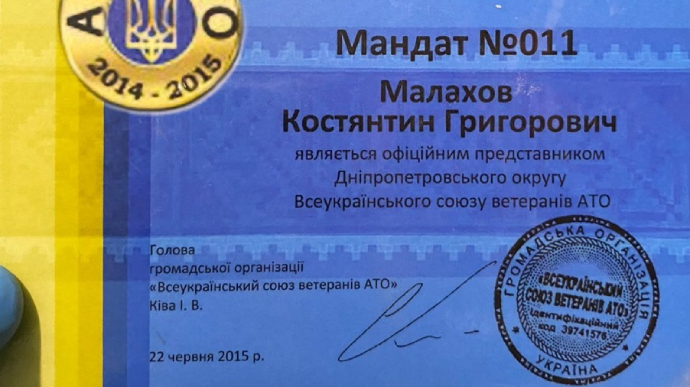 АТО
2014 - 2015
Мандат №011
Малахов
Костянтин Григорович
являється офіційним представником
Дніпропетровського округу
Всеукраїнського союзу ветеранів АТО
Голова
громадської організації
«Всеукраїнський союз ветеранів АТО»
Ківа І. В.
22 червня 2015 р.
ГРОМАДСЬКА ОРГАНІЗАЦІЯ
«ВСЕУКРАЇНСЬКИЙ
СОЮЗ ВЕТЕРАНІВ АТО»
Ідентифікаційний
код 39741576
УКРАЇНА